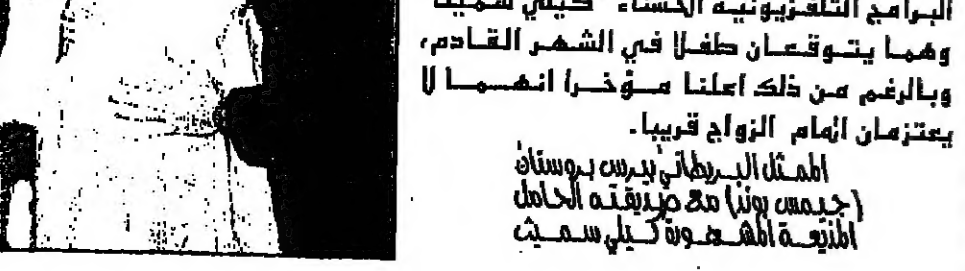 البرامج التلفزيونية الحسناء "كيلي سميث"
وهما يتوقعان طفلا في الشهر القادم،
وبالرغم من ذلك اعلنا مؤخرا انهما لا
يعتزمان اتمام الزواج قريبا.
الممثل البريطاني بيرس بروسنان
(جيمس بوند) مع صديقته الحامل
المذيعة المشهورة كيلي سميث